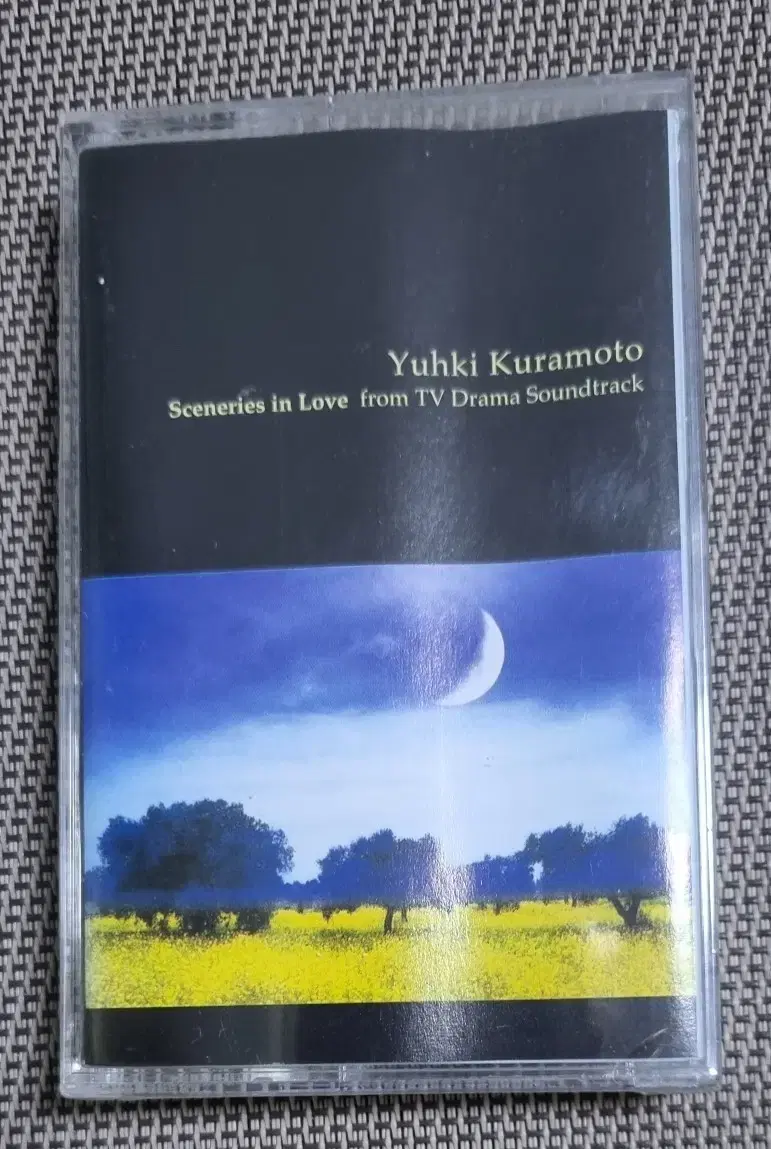 Yuhki Kuramoto
Sceneries in Love from TV Drama Soundtrack